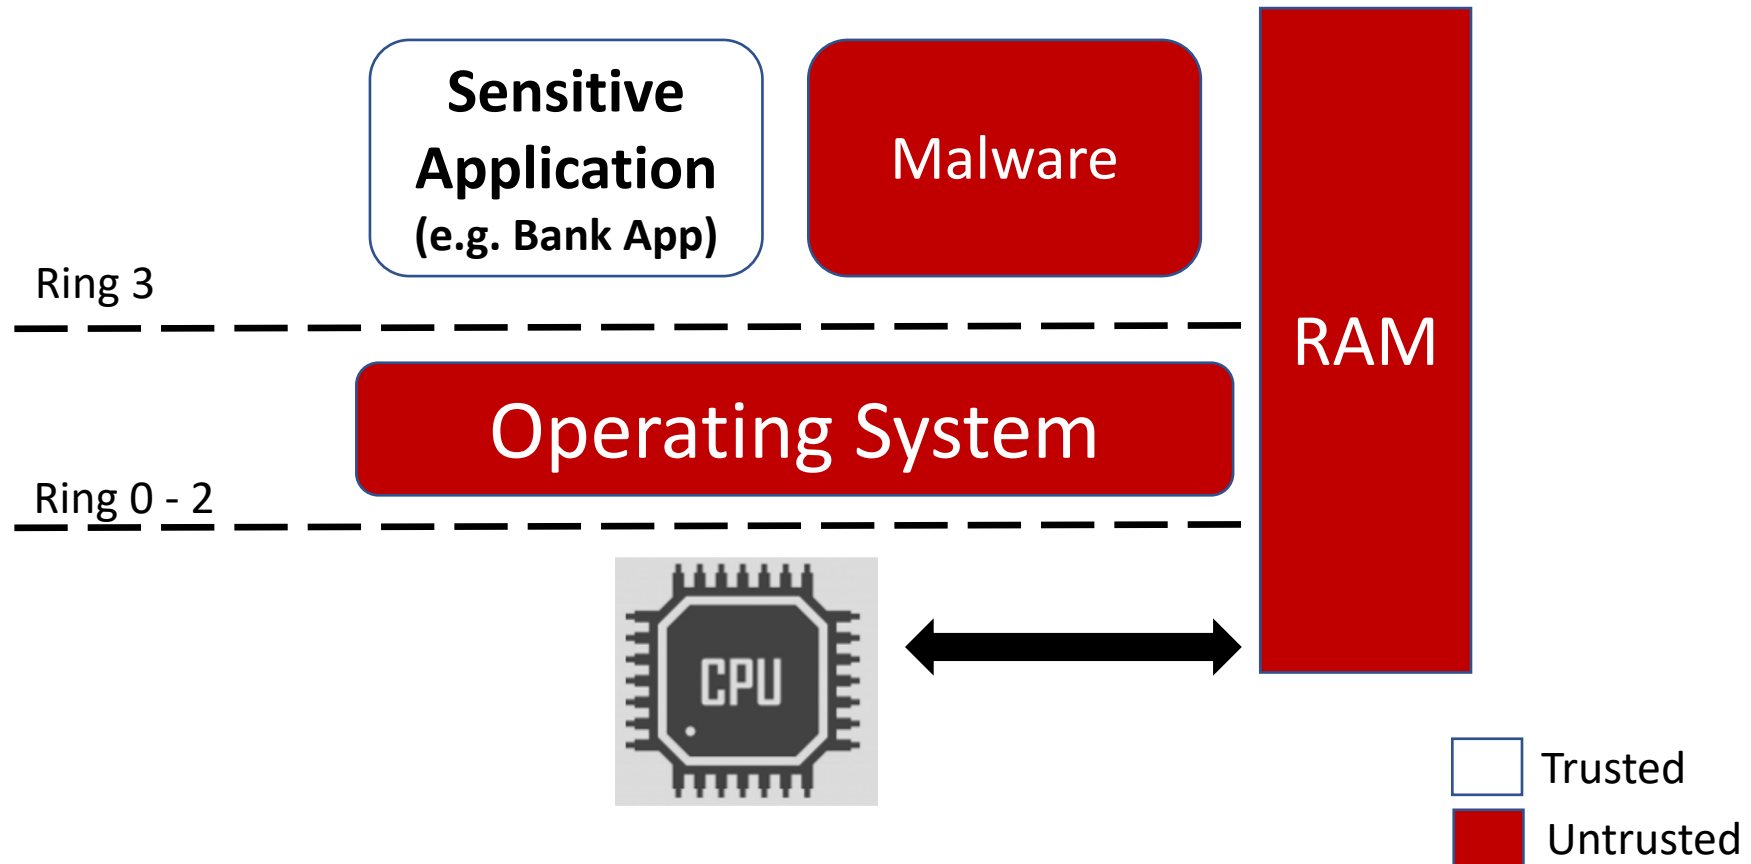 Sensitive
Application
(e.g. Bank App)
Malware
RAM
Ring 3
Operating System
Ring 0 - 2
CPU
Trusted
Untrusted